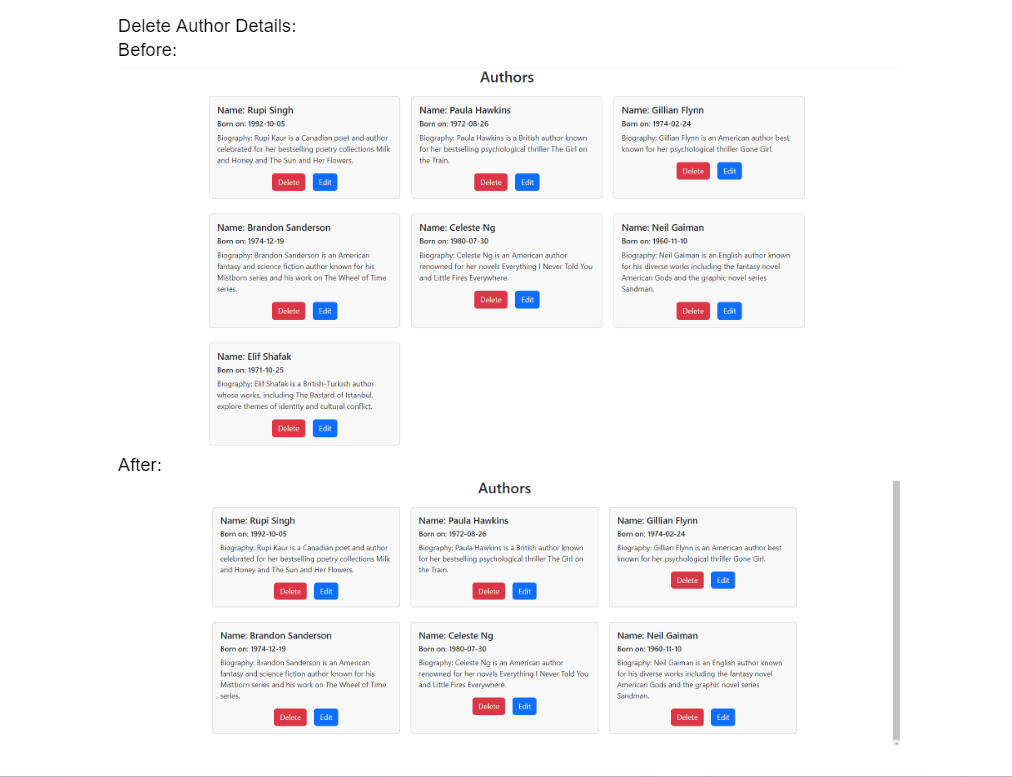 Delete Author Details:
Before:
Authors
Name: Rupi Singh
Born on: 1992-10-05
Biography: Rupi Kaur is a Canadian poet and author
celebrated for her bestselling poetry collections Milk
and Honey and The Sun and Her Flowers.
Delete Edit
Name: Paula Hawkins
Born on: 1972-08-26
Biography: Paula Hawkins is a British author known
for her bestselling psychological thriller The Girl on
the Train.
Delete Edit
Name: Gillian Flynn
Born on: 1974-02-24
Biography: Gillian Flynn is an American author best
known for her psychological thriller Gone Girl.
Delete Edit
Name: Brandon Sanderson
Born on: 1974-12-19
Biography: Brandon Sanderson is an American
fantasy and science fiction author known for his
Mistborn series and his work on The Wheel of Time
series.
Delete Edit
Name: Celeste Ng
Born on: 1980-07-30
Biography: Celeste Ng is an American author
renowned for her novels Everything I Never Told You
and Little Fires Everywhere.
Delete Edit
Name: Neil Gaiman
Born on: 1960-11-10
Biography: Neil Gaiman is an English author known
for his diverse works including the fantasy novel
American Gods and the graphic novel series
Sandman.
Delete Edit
Name: Elif Shafak
Born on: 1971-10-25
Biography: Elif Shafak is a British-Turkish author
whose works, including The Bastard of Istanbul,
explore themes of identity and cultural conflict.
Delete Edit
After:
Authors
Name: Rupi Singh
Born on: 1992-10-05
Biography: Rupi Kaur is a Canadian poet and author
celebrated for her bestselling poetry collections Milk
and Honey and The Sun and Her Flowers.
Delete Edit
Name: Paula Hawkins
Born on: 1972-08-26
Biography: Paula Hawkins is a British author known
for her bestselling psychological thriller The Girl on
the Train.
Delete Edit
Name: Gillian Flynn
Born on: 1974-02-24
Biography: Gillian Flynn is an American author best
known for her psychological thriller Gone Girl.
Delete Edit
Name: Brandon Sanderson
Born on: 1974-12-19
Biography: Brandon Sanderson is an American
fantasy and science fiction author known for his
Mistborn series and his work on The Wheel of Time
series.
Delete Edit
Name: Celeste Ng
Born on: 1980-07-30
Biography: Celeste Ng is an American author
renowned for her novels Everything I Never Told You
and Little Fires Everywhere.
Delete Edit
Name: Neil Gaiman
Born on: 1960-11-10
Biography: Neil Gaiman is an English author known
for his diverse works including the fantasy novel
American Gods and the graphic novel series
Sandman.
Delete Edit